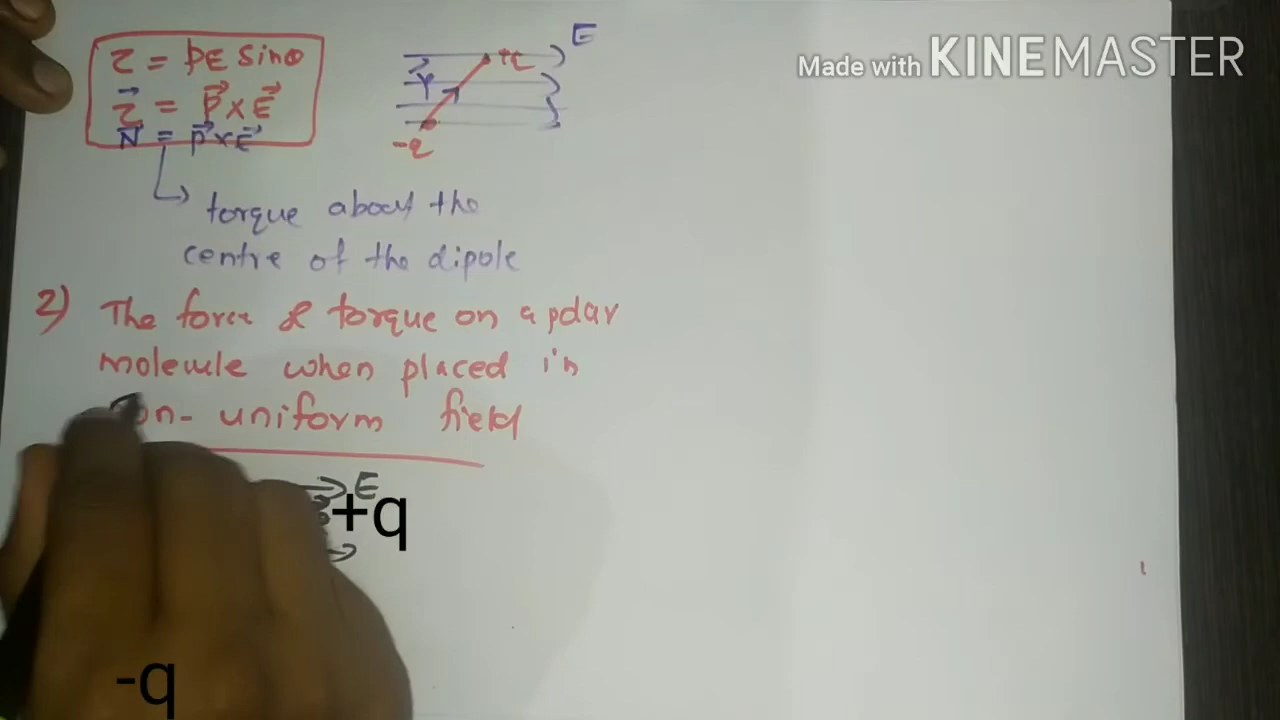 τ = PE Sinθ
τ⃗ = P⃗ x E⃗
N⃗ = P⃗ x E⃗
E
+q
-q
torque about the
centre of the dipole
2) The force & torque on a polar
molecule when placed in
non- uniform field
E
+q
-q
Made with KINEMASTER